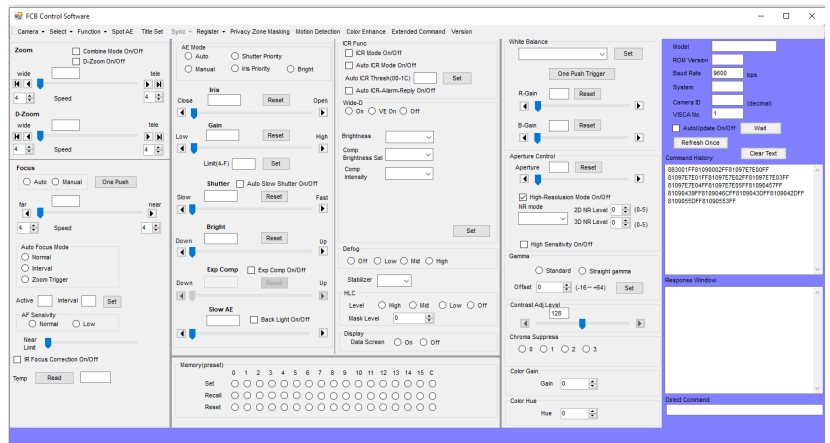 FCB Control Software
Camera Select Function SpotAE Title Set Sync Register Privacy Zone Masking Motion Detection Color Enhance Extended Command Version
Zoom
Combine Mode On/Off
D-Zoom On/Off
wide tele
4 Speed 4
D-Zoom
wide tele
4 Speed 4
Focus
Auto Manual One Push
far near
4 Speed 4
Auto Focus Mode
Normal
Interval
Zoom Trigger
Active Interval Set
AF Sensivity
Normal Low
Near
Limit
IR Focus Correction On/Off
Temp Read
AE Mode
Auto Shutter Priority
Manual Iris Priority Bright
Iris
Close Reset Open
Gain
Low Reset High
Limit(4-F) Set
Shutter Auto Slow Shutter On/Off
Slow Reset Fast
Bright
Down Reset Up
Exp Comp Exp Comp On/Off
Down Reset Up
Slow AE
Back Light On/Off
ICR Func
ICR Mode On/Off
Auto ICR Mode On/Off
Auto ICR Thresh(00-1C) Set
Auto ICR-Alarm-Reply On/Off
Wide-D
On VE On Off
Brightness
Comp
Brightness Sel
Comp
Intensity
Set
Defog
Off Low Mid High
Stabilizer
HLC
Level High Mid Low Off
Mask Level 0
Display
Data Screen On Off
Memory(preset)
0 1 2 3 4 5 6 7 8 9 10 11 12 13 14 15 C
Set
Recall
Reset
White Balance
Set
One Push Trigger
R-Gain Reset
B-Gain Reset
Aperture Control
Aperture Reset
High-Resolusion Mode On/Off
NR mode
2D NR Level 0 (0-5)
3D NR Level 0 (0-5)
High Sensitivity On/Off
Gamma
Standard Straight gamma
Offset 0 (-16~+64) Set
Contrast Adj.Level
128
Chroma Suppress
0 1 2 3
Color Gain
Gain 0
Color Hue
Hue 0
Model
ROM Version
Baud Rate 9600 bps
System
Camera ID (decimal)
VISCA No. 1
AutoUpdate On/Off Wait
Refresh Once
Clear Text
Command History
883001FF81090002FF81097E7E00FF
81097E7E01FF81097E7E02FF81097E7E03FF
81097E7E04FF81097E7E05FF81090457FF
81090439FF8109046CFF8109043DFF8109042DFF
8109055DFF81090553FF
Response Window
Direct Command